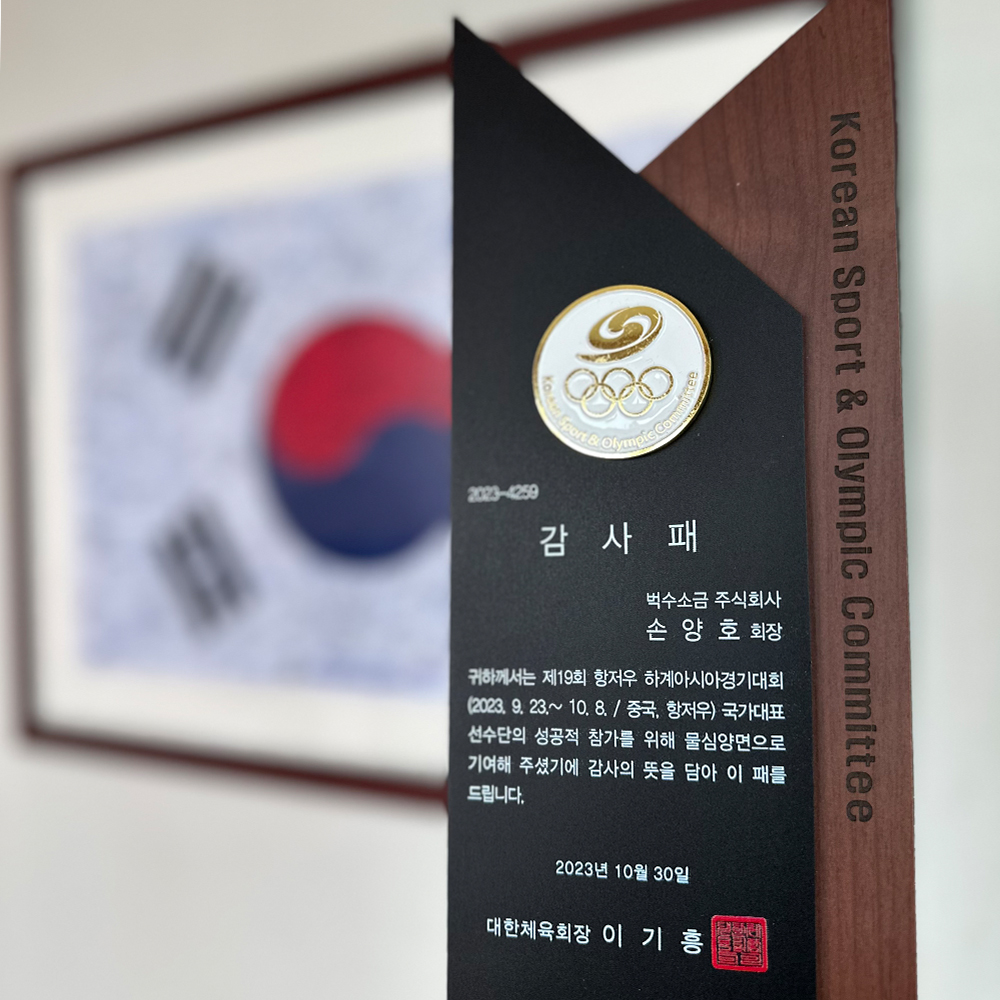 Korean Sport & Olympic Committee
Korean Sport & Olympic Committee
2023-4259
감 사 패
벅수소금 주식회사
손 양 호 회장
귀하께서는 제19회 항저우 하계아시아경기대회
(2023. 9. 23.~ 10. 8. / 중국, 항저우) 국가대표
선수단의 성공적 참가를 위해 물심양면으로
기여해 주셨기에 감사의 뜻을 담아 이 패를
드립니다.
2023년 10월 30일
대한체육회장 이 기 흥